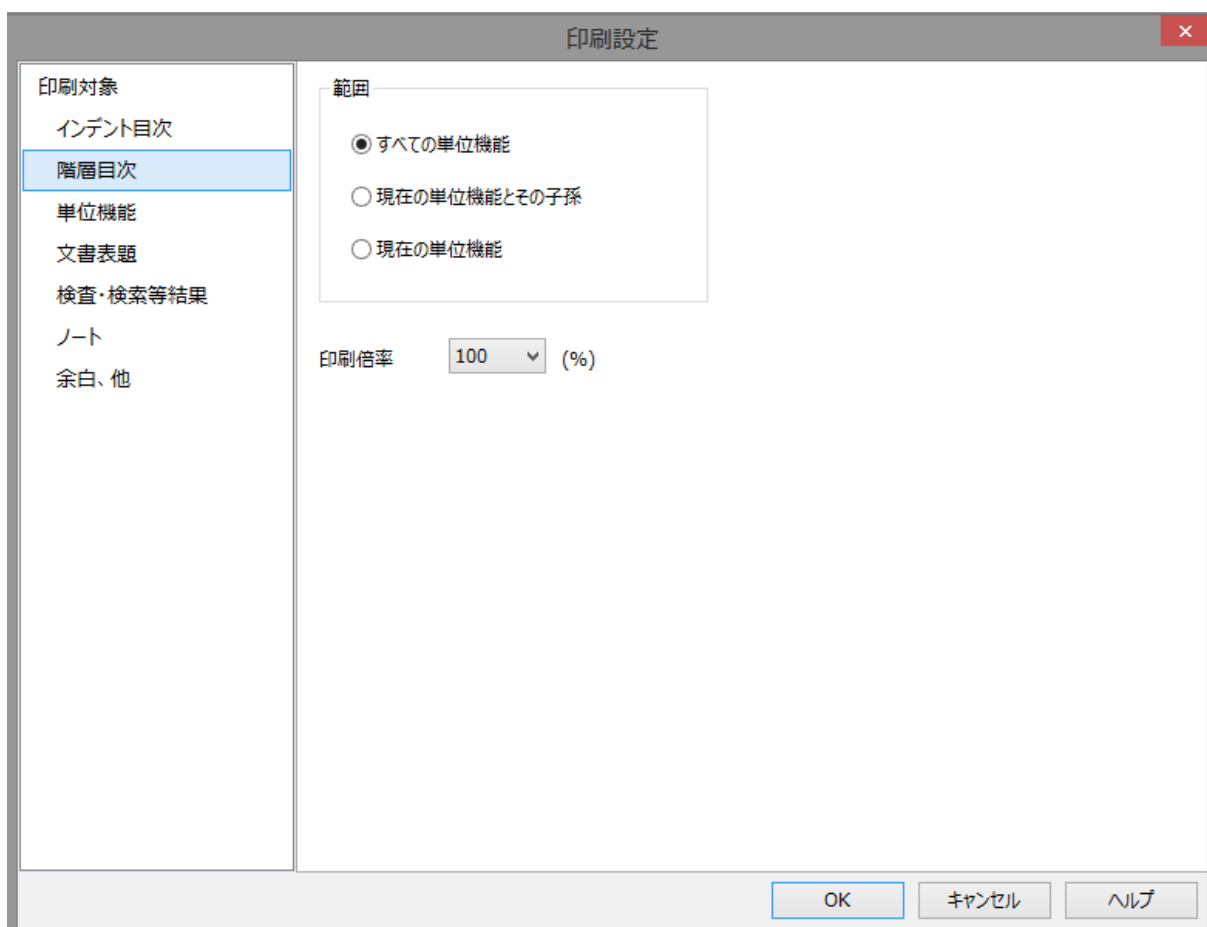 印刷設定
印刷対象
インデント目次
階層目次
単位機能
文書表題
検査・検索等結果
ノート
余白、他
範囲
すべての単位機能
現在の単位機能とその子孫
現在の単位機能
印刷倍率 100 (%)
OK キャンセル ヘルプ